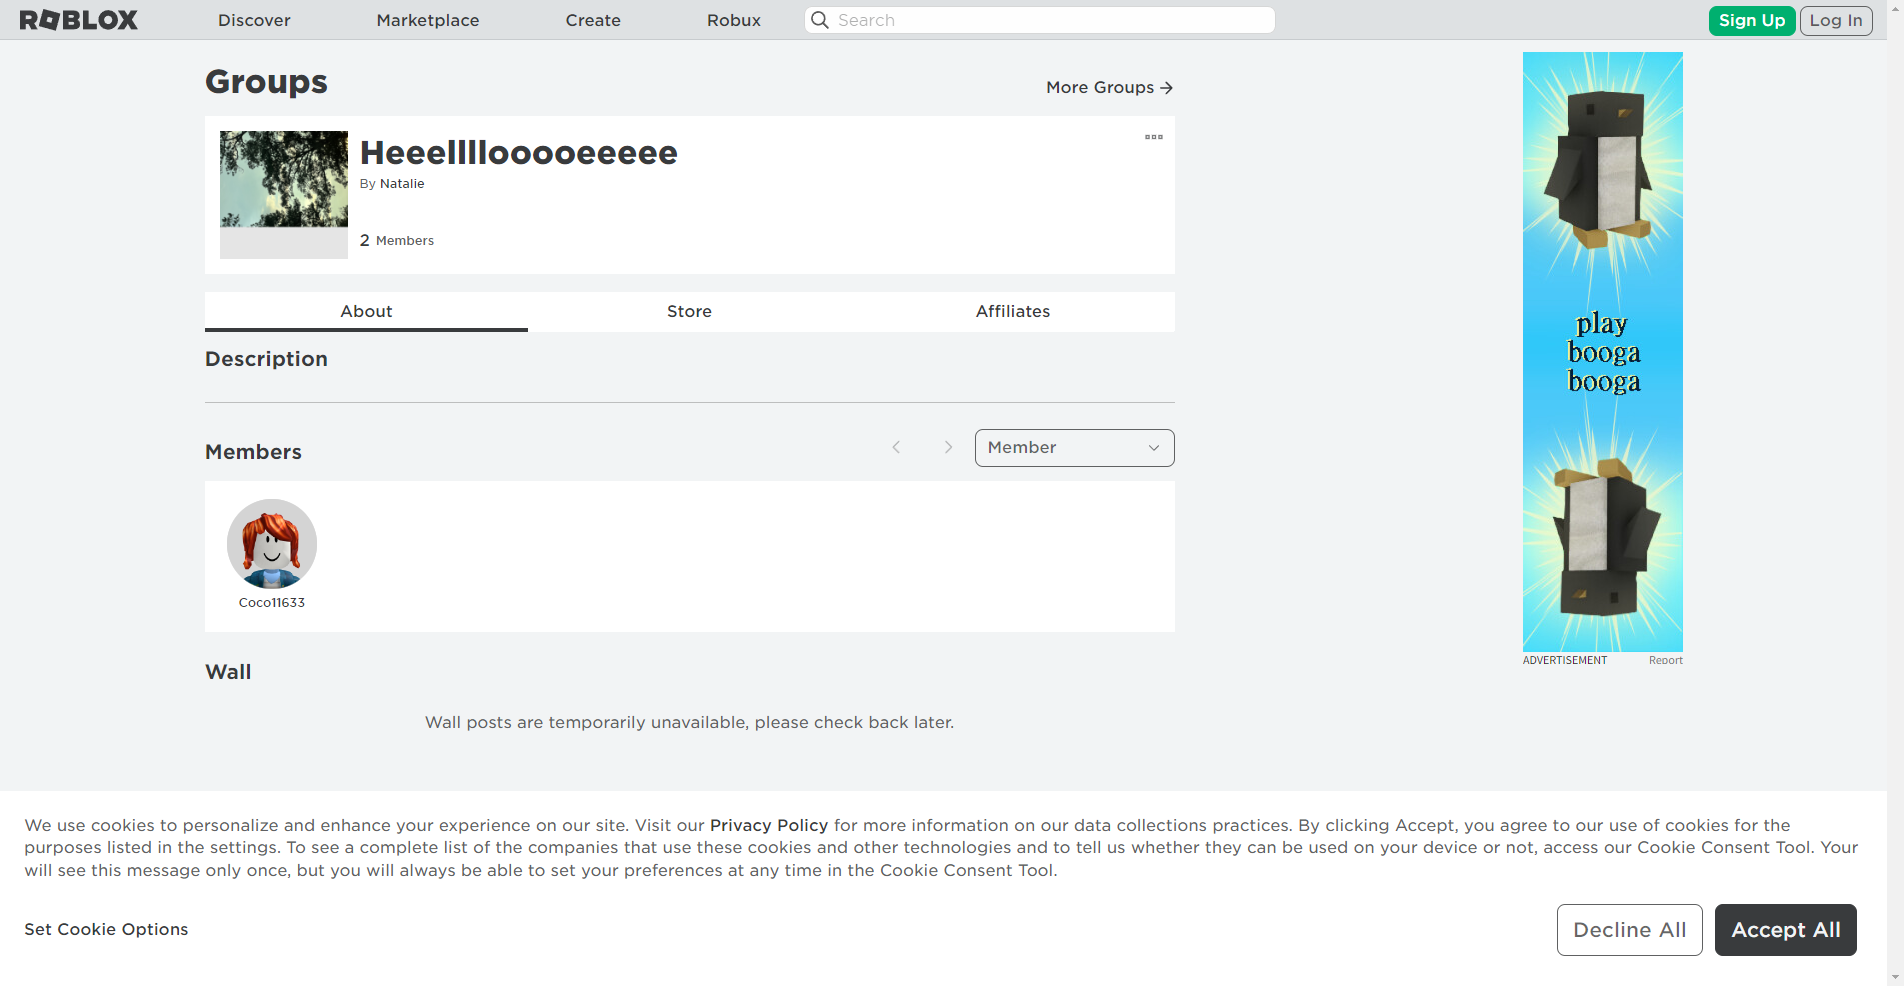 ROBLOX
Discover
Marketplace
Create
Robux
Search
Sign Up
Log In
Groups
More Groups
Heeellllooooeeeee
By Natalie
2 Members
About
Store
Affiliates
Description
Members
Member
Coco11633
Wall
Wall posts are temporarily unavailable, please check back later.
play
booga
booga
ADVERTISEMENT
Report
We use cookies to personalize and enhance your experience on our site. Visit our Privacy Policy for more information on our data collections practices. By clicking Accept, you agree to our use of cookies for the
purposes listed in the settings. To see a complete list of the companies that use these cookies and other technologies and to tell us whether they can be used on your device or not, access our Cookie Consent Tool. Your
will see this message only once, but you will always be able to set your preferences at any time in the Cookie Consent Tool.
Set Cookie Options
Decline All
Accept All